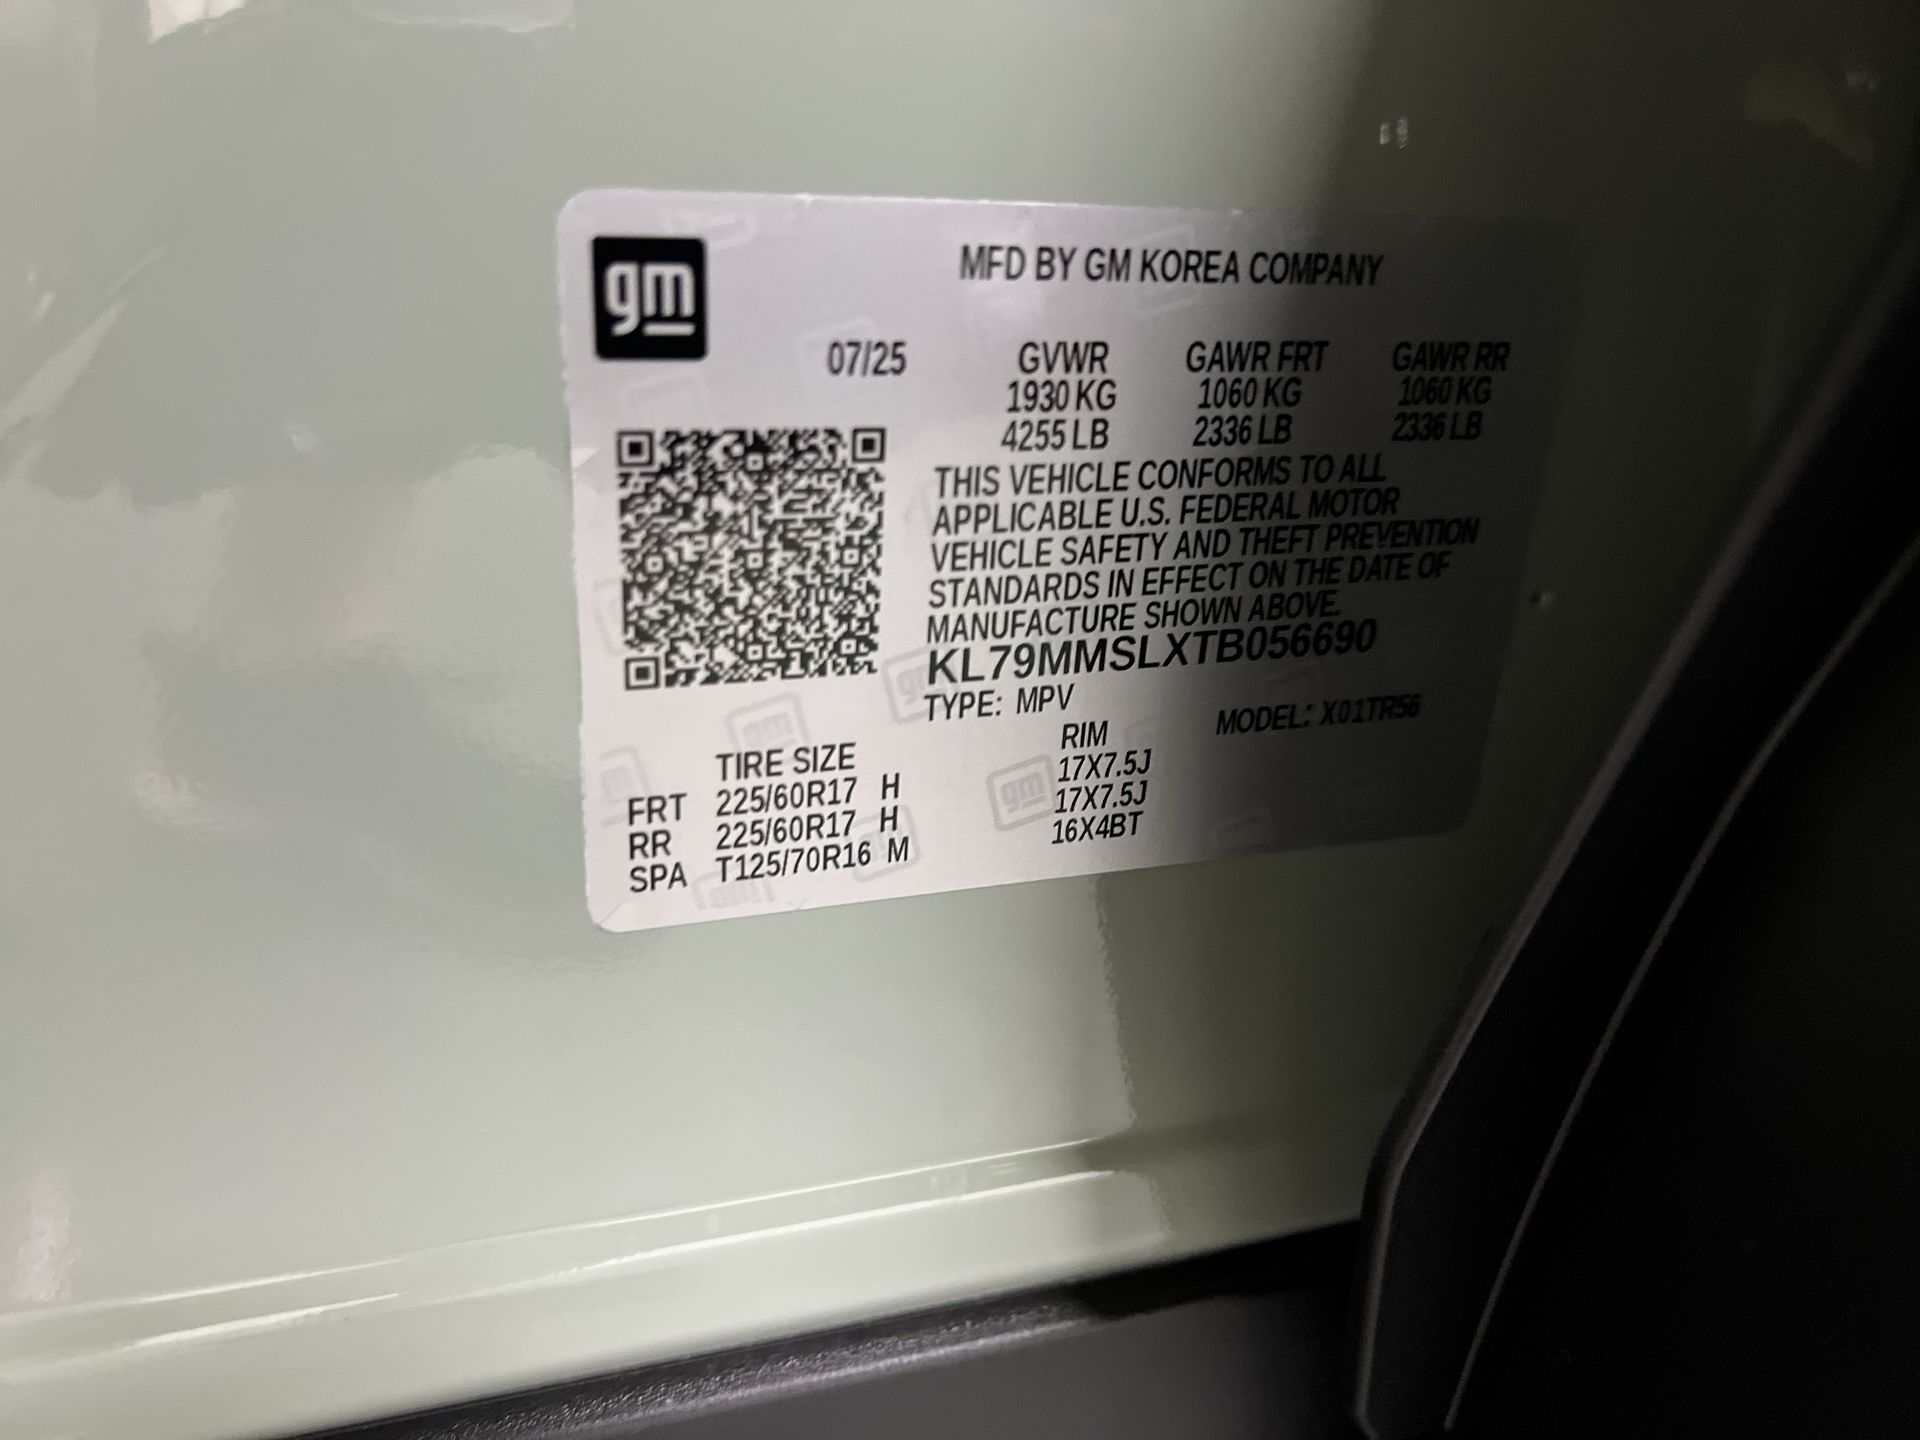 gm
MFD BY GM KOREA COMPANY
07/25 GVWR GAWR FRT GAWR RR
1930 KG 1060 KG 1060 KG
4255 LB 2336 LB 2336 LB
THIS VEHICLE CONFORMS TO ALL
APPLICABLE U.S. FEDERAL MOTOR
VEHICLE SAFETY AND THEFT PREVENTION
STANDARDS IN EFFECT ON THE DATE OF
MANUFACTURE SHOWN ABOVE.
KL79MMSLXTB056690
TYPE: MPV MODEL: X01TR56
TIRE SIZE RIM
FRT 225/60R17 H 17X7.5J
RR 225/60R17 H 17X7.5J
SPA T125/70R16 M 16X4BT